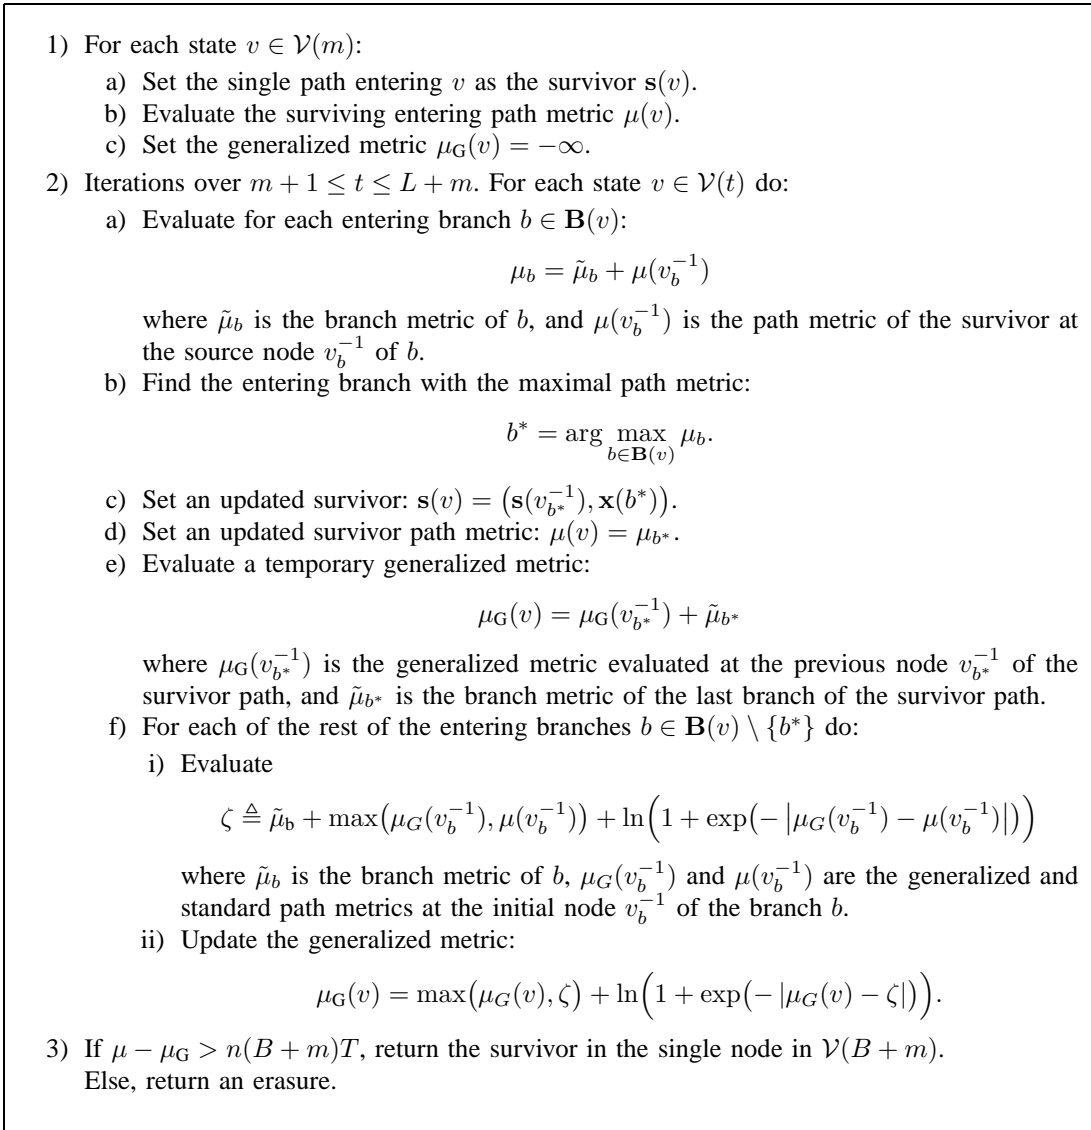 1) For each state v ∈ 𝒱(m):
a) Set the single path entering v as the survivor s(v).
b) Evaluate the surviving entering path metric μ(v).
c) Set the generalized metric μ_G(v) = −∞.
2) Iterations over m + 1 ≤ t ≤ L + m. For each state v ∈ 𝒱(t) do:
a) Evaluate for each entering branch b ∈ B(v):
μ_b = μ̃_b + μ(v_b^{−1})
where μ̃_b is the branch metric of b, and μ(v_b^{−1}) is the path metric of the survivor at
the source node v_b^{−1} of b.
b) Find the entering branch with the maximal path metric:
b* = arg max_{b∈B(v)} μ_b.
c) Set an updated survivor: s(v) = (s(v_{b*}^{−1}), x(b*)).
d) Set an updated survivor path metric: μ(v) = μ_{b*}.
e) Evaluate a temporary generalized metric:
μ_G(v) = μ_G(v_{b*}^{−1}) + μ̃_{b*}
where μ_G(v_{b*}^{−1}) is the generalized metric evaluated at the previous node v_{b*}^{−1} of the
survivor path, and μ̃_{b*} is the branch metric of the last branch of the survivor path.
f) For each of the rest of the entering branches b ∈ B(v) \ {b*} do:
i) Evaluate
ζ ≜ μ̃_b + max(μ_G(v_b^{−1}), μ(v_b^{−1})) + ln(1 + exp(− |μ_G(v_b^{−1}) − μ(v_b^{−1})|))
where μ̃_b is the branch metric of b, μ_G(v_b^{−1}) and μ(v_b^{−1}) are the generalized and
standard path metrics at the initial node v_b^{−1} of the branch b.
ii) Update the generalized metric:
μ_G(v) = max(μ_G(v), ζ) + ln(1 + exp(− |μ_G(v) − ζ|)).
3) If μ − μ_G > n(B + m)T, return the survivor in the single node in 𝒱(B + m).
Else, return an erasure.